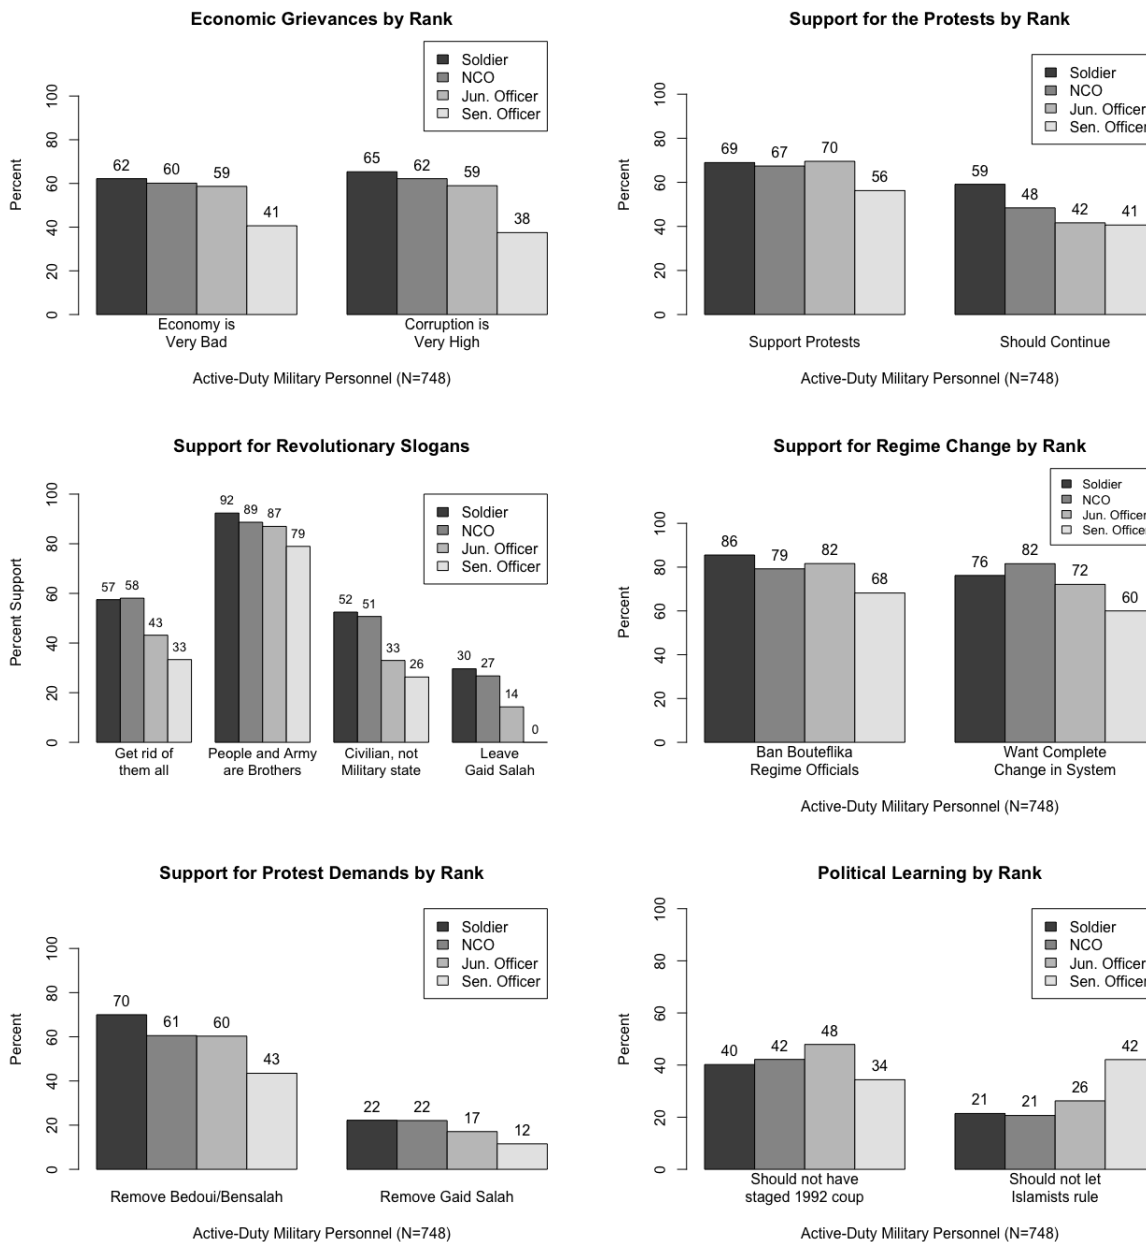 Economic Grievances by Rank
Soldier
NCO
Jun. Officer
Sen. Officer
Percent
0
20
40
60
80
100
62
60
59
41
65
62
59
38
Economy is
Very Bad
Corruption is
Very High
Active-Duty Military Personnel (N=748)
Support for the Protests by Rank
Soldier
NCO
Jun. Officer
Sen. Officer
Percent
0
20
40
60
80
100
69
67
70
56
59
48
42
41
Support Protests
Should Continue
Active-Duty Military Personnel (N=748)
Support for Revolutionary Slogans
Soldier
NCO
Jun. Officer
Sen. Officer
Percent Support
0
20
40
60
80
100
57
58
43
33
92
89
87
79
52
51
33
26
30
27
14
0
Get rid of
them all
People and Army
are Brothers
Civilian, not
Military state
Leave
Gaid Salah
Support for Regime Change by Rank
Soldier
NCO
Jun. Officer
Sen. Officer
Percent
0
20
40
60
80
100
86
79
82
68
76
82
72
60
Ban Bouteflika
Regime Officials
Want Complete
Change in System
Active-Duty Military Personnel (N=748)
Support for Protest Demands by Rank
Soldier
NCO
Jun. Officer
Sen. Officer
Percent
0
20
40
60
80
100
70
61
60
43
22
22
17
12
Remove Bedoui/Bensalah
Remove Gaid Salah
Active-Duty Military Personnel (N=748)
Political Learning by Rank
Soldier
NCO
Jun. Officer
Sen. Officer
Percent
0
20
40
60
80
100
40
42
48
34
21
21
26
42
Should not have
staged 1992 coup
Should not let
Islamists rule
Active-Duty Military Personnel (N=748)